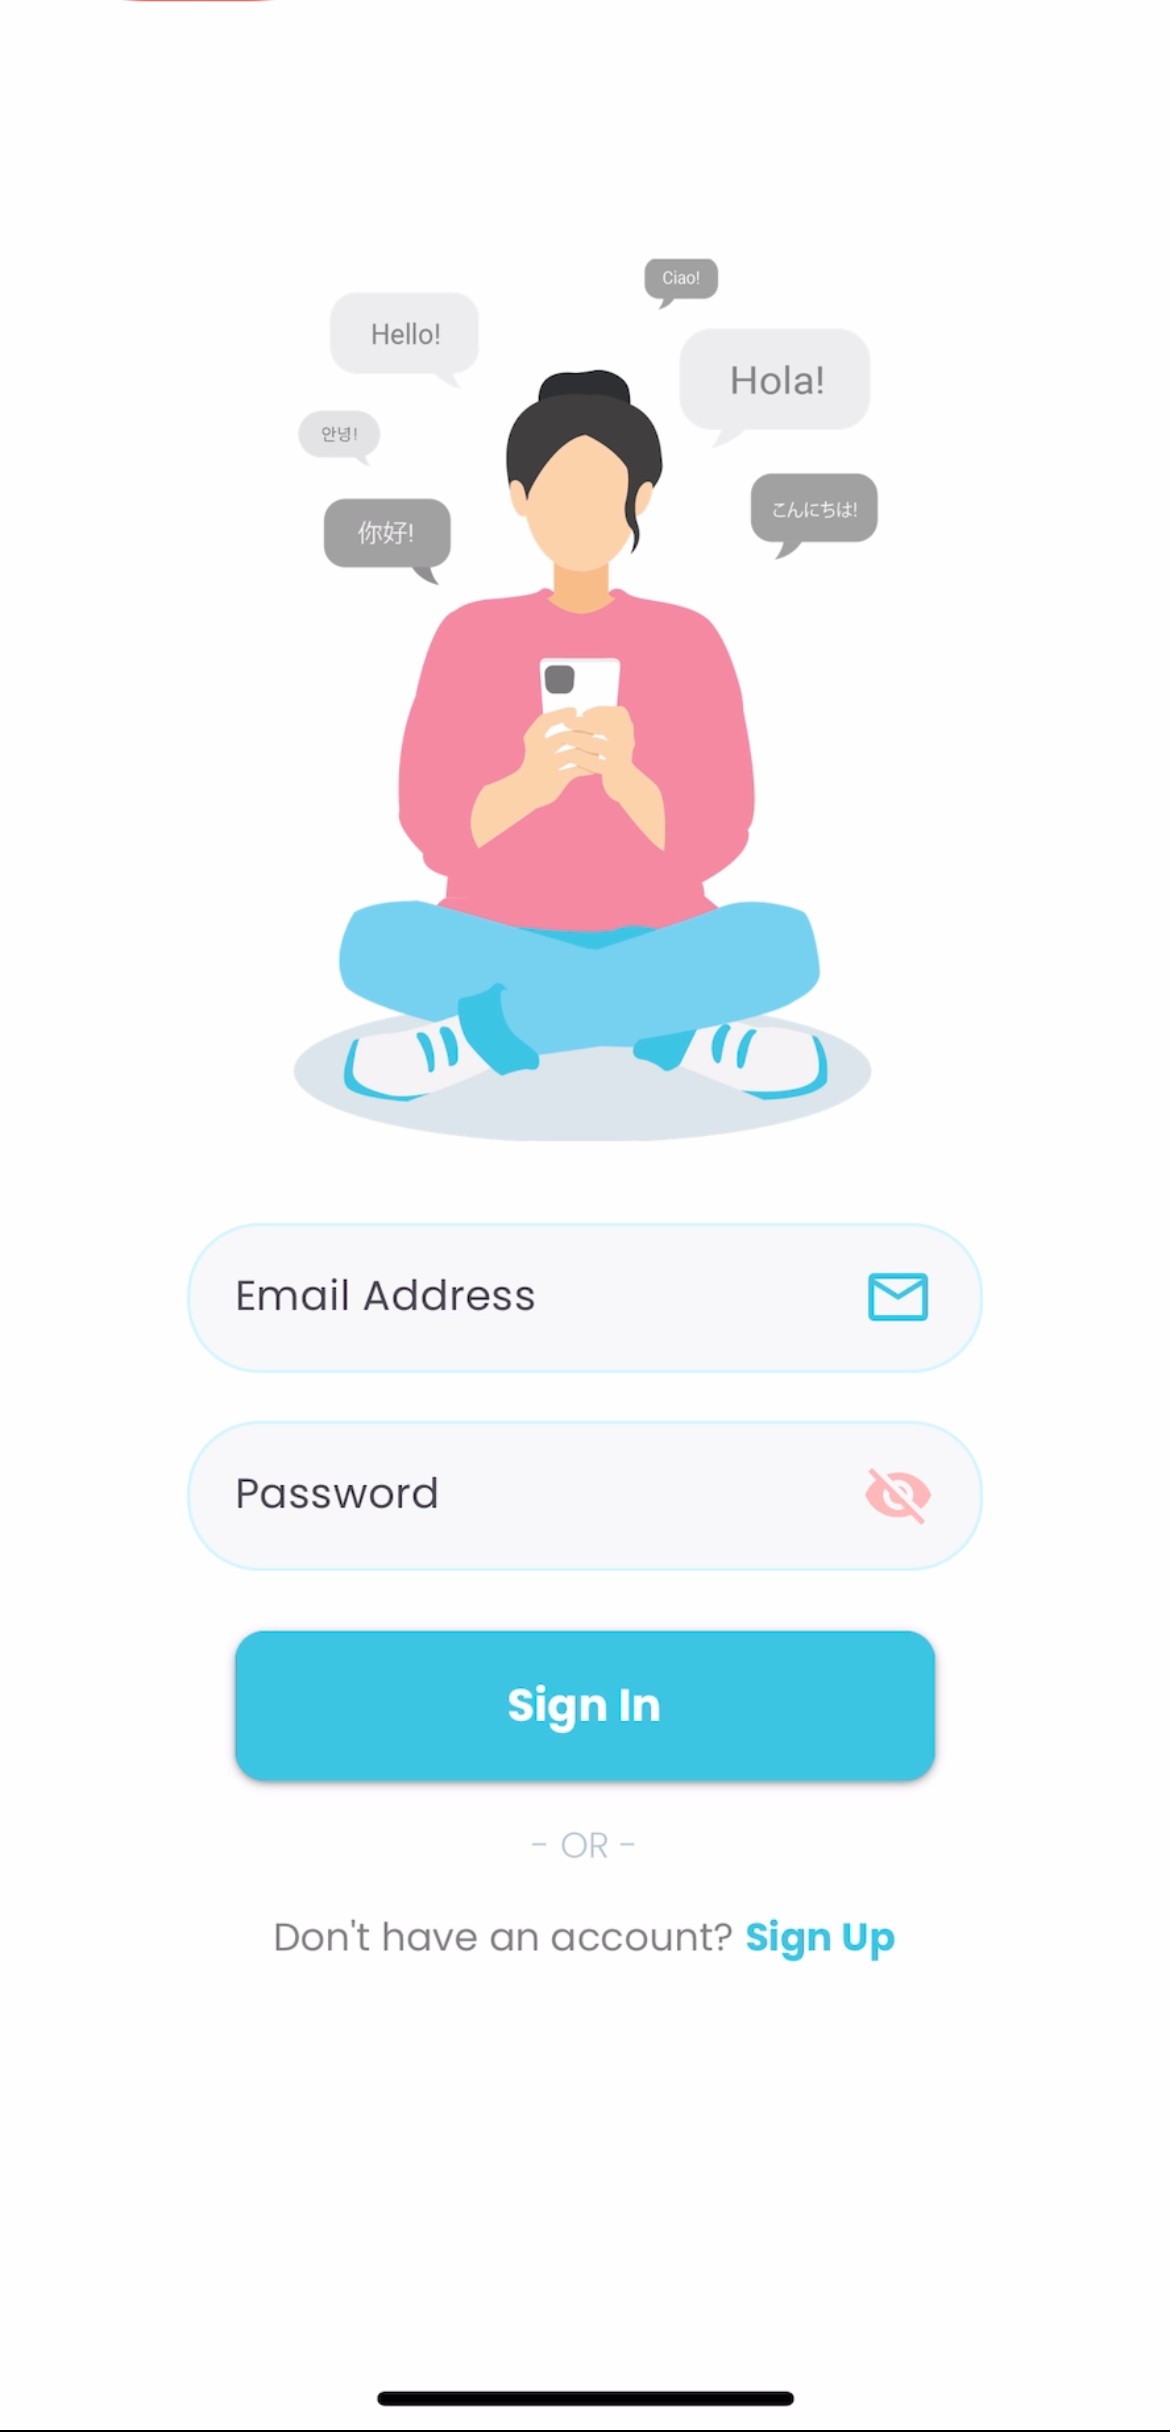 Ciao!
Hello!
Hola!
안녕!
你好!
こんにちは!
Email Address
Password
Sign In
- OR -
Don't have an account? Sign Up